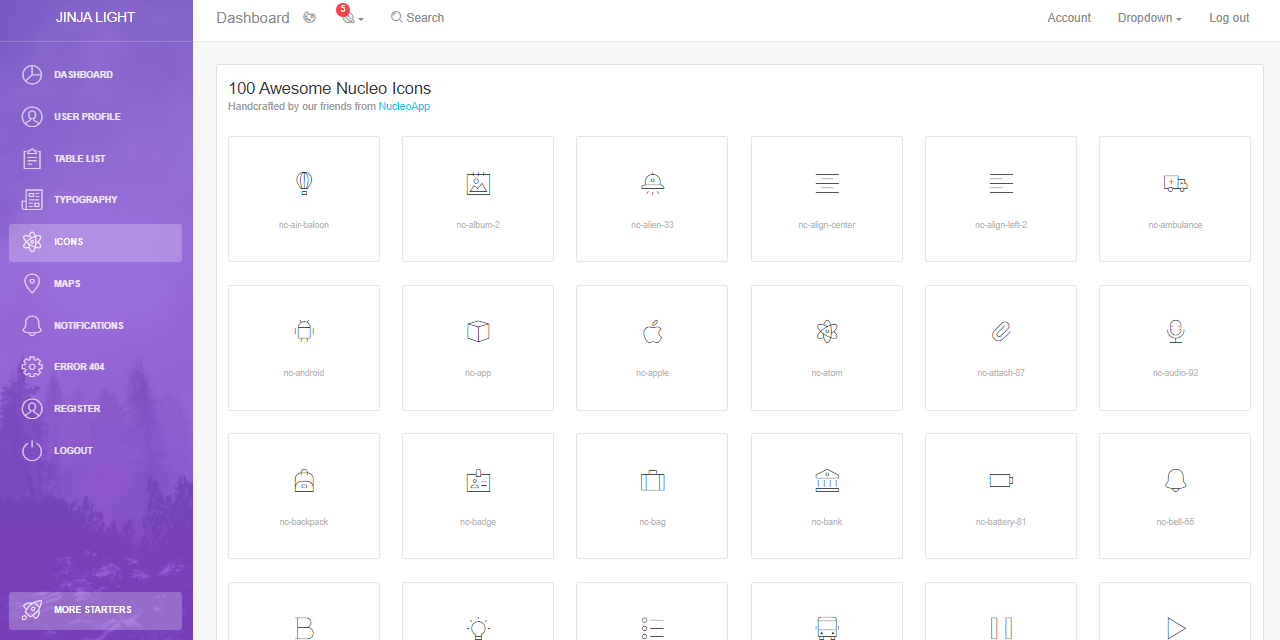 JINJA LIGHT
Dashboard
5
Search
Account
Dropdown
Log out
DASHBOARD
USER PROFILE
TABLE LIST
TYPOGRAPHY
ICONS
MAPS
NOTIFICATIONS
ERROR 404
REGISTER
LOGOUT
MORE STARTERS
100 Awesome Nucleo Icons
Handcrafted by our friends from NucleoApp
nc-air-baloon
nc-album-2
nc-alien-33
nc-align-center
nc-align-left-2
nc-ambulance
nc-android
nc-app
nc-apple
nc-atom
nc-attach-87
nc-audio-92
nc-backpack
nc-badge
nc-bag
nc-bank
nc-battery-81
nc-bell-55